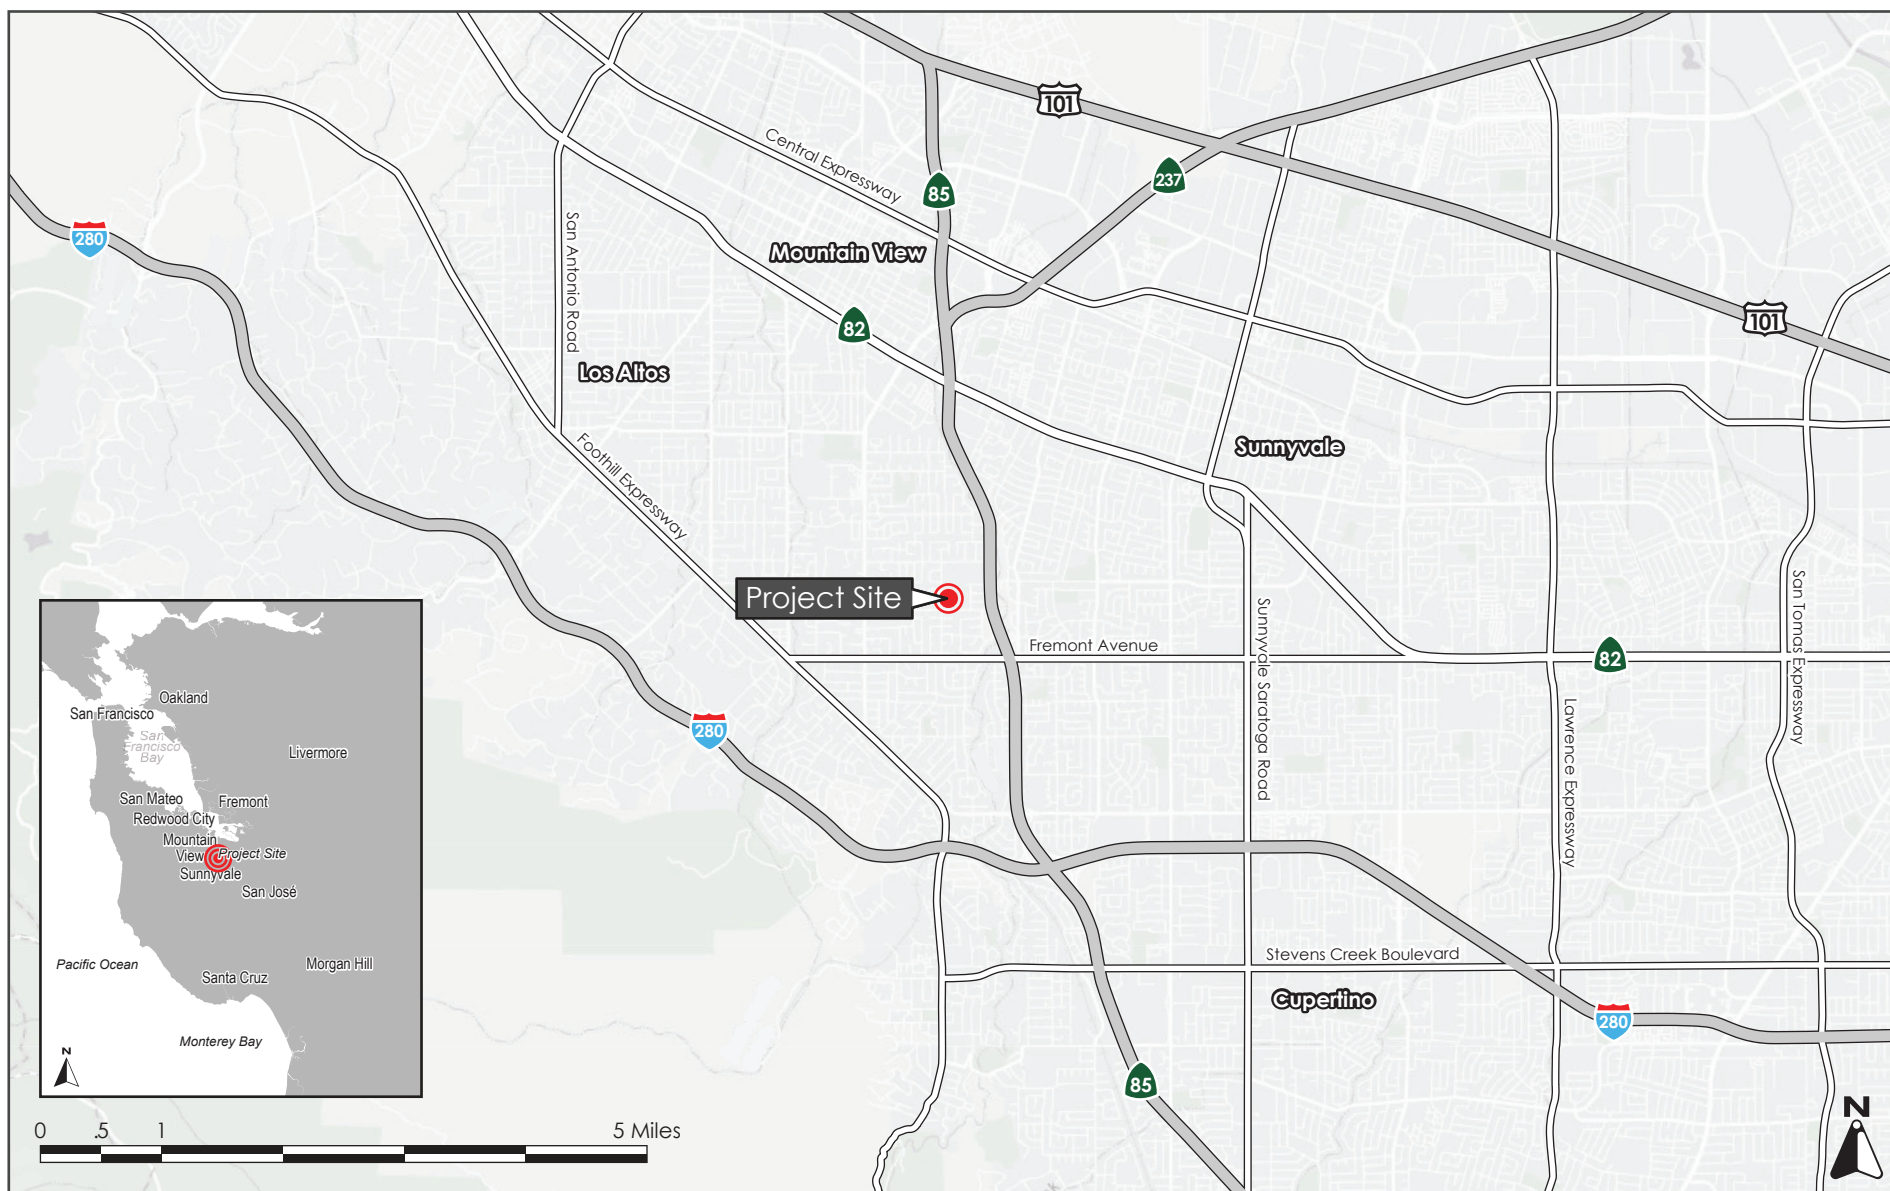 101
Central Expressway
237
85
280
San Antonio Road
Mountain View
82
101
Los Altos
Foothill Expressway
Sunnyvale
Project Site
Fremont Avenue
82
San Tomas Expressway
Sunnyvale Saratoga Road
Lawrence Expressway
280
Stevens Creek Boulevard
Cupertino
280
85
Oakland
San Francisco
San
Francisco
Bay
Livermore
San Mateo
Fremont
Redwood City
Mountain
View
Project Site
Sunnyvale
San José
Pacific Ocean
Santa Cruz
Morgan Hill
Monterey Bay
N
0 .5 1 5 Miles
N